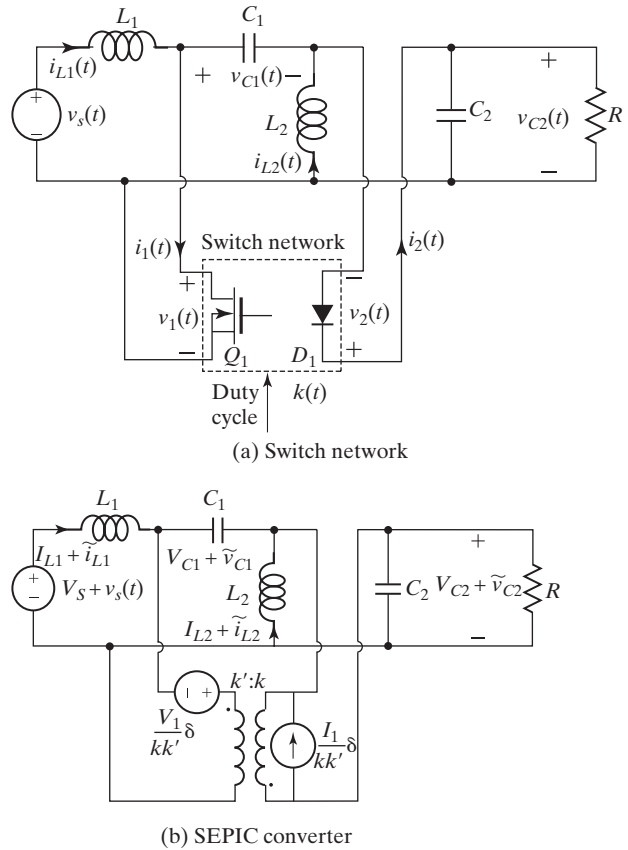 L1
C1
iL1(t)
+ vC1(t) −
vs(t)
+
−
L2
iL2(t)
C2
+
vC2(t)
−
R
i1(t)
Switch network
i2(t)
+
v1(t)
−
Q1
D1
−
v2(t)
+
Duty
cycle
k(t)
(a) Switch network
L1
C1
IL1 + ĩL1
VC1 + ṽC1
+
−
VS + vs(t)
L2
IL2 + ĩL2
C2
+
VC2 + ṽC2
−
R
− +
k′:k
V1/kk′ δ
I1/kk′ δ
(b) SEPIC converter